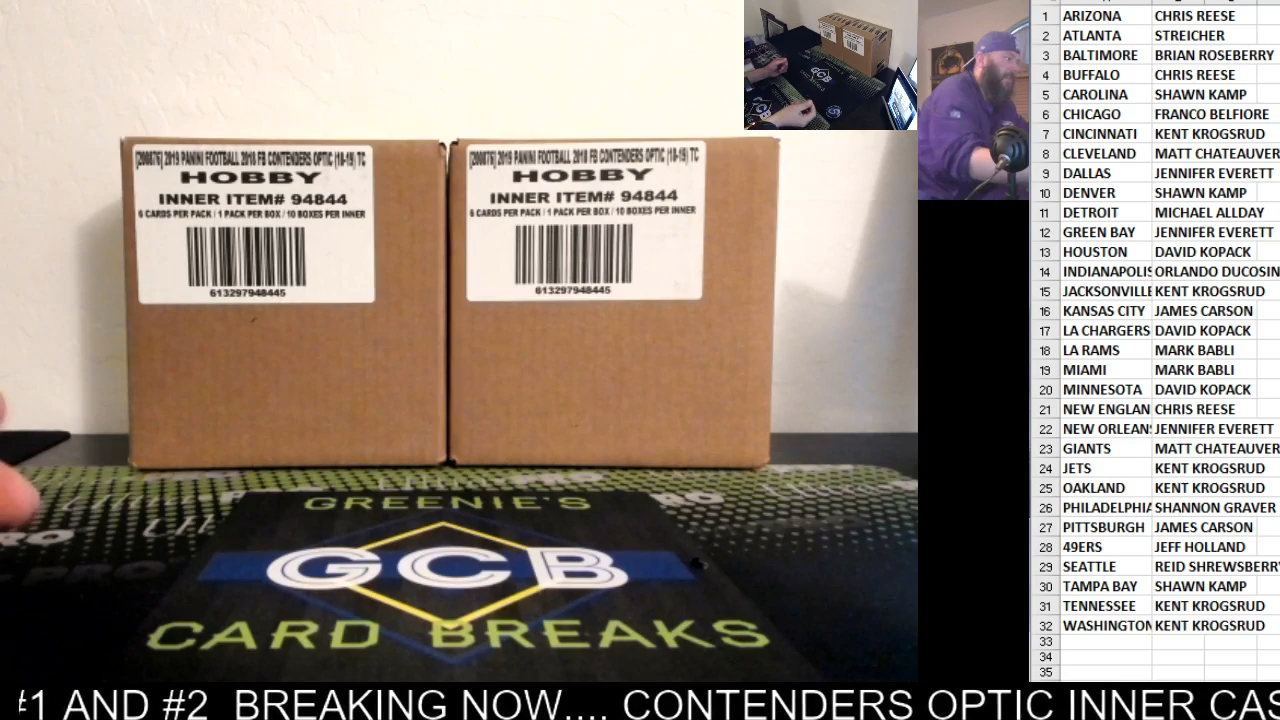 [200876] 2019 PANINI FOOTBALL 2018 FB CONTENDERS OPTIC (18-19) TC
HOBBY
INNER ITEM# 94844
6 CARDS PER PACK / 1 PACK PER BOX / 10 BOXES PER INNER
613297948445
[200876] 2019 PANINI FOOTBALL 2018 FB CONTENDERS OPTIC (18-19) TC
HOBBY
INNER ITEM# 94844
6 CARDS PER PACK / 1 PACK PER BOX / 10 BOXES PER INNER
613297948445
GREENIE'S
GCB
CARD BREAKS
GCB
1 ARIZONA CHRIS REESE
2 ATLANTA STREICHER
3 BALTIMORE BRIAN ROSEBERRY
4 BUFFALO CHRIS REESE
5 CAROLINA SHAWN KAMP
6 CHICAGO FRANCO BELFIORE
7 CINCINNATI KENT KROGSRUD
8 CLEVELAND MATT CHATEAUVER
9 DALLAS JENNIFER EVERETT
10 DENVER SHAWN KAMP
11 DETROIT MICHAEL ALLDAY
12 GREEN BAY JENNIFER EVERETT
13 HOUSTON DAVID KOPACK
14 INDIANAPOLIS ORLANDO DUCOSIN
15 JACKSONVILLE KENT KROGSRUD
16 KANSAS CITY JAMES CARSON
17 LA CHARGERS DAVID KOPACK
18 LA RAMS MARK BABLI
19 MIAMI MARK BABLI
20 MINNESOTA DAVID KOPACK
21 NEW ENGLAN CHRIS REESE
22 NEW ORLEANS JENNIFER EVERETT
23 GIANTS MATT CHATEAUVER
24 JETS KENT KROGSRUD
25 OAKLAND KENT KROGSRUD
26 PHILADELPHIA SHANNON GRAVER
27 PITTSBURGH JAMES CARSON
28 49ERS JEFF HOLLAND
29 SEATTLE REID SHREWSBERRY
30 TAMPA BAY SHAWN KAMP
31 TENNESSEE KENT KROGSRUD
32 WASHINGTON KENT KROGSRUD
33
34
35
#1 AND #2 BREAKING NOW.... CONTENDERS OPTIC INNER CAS